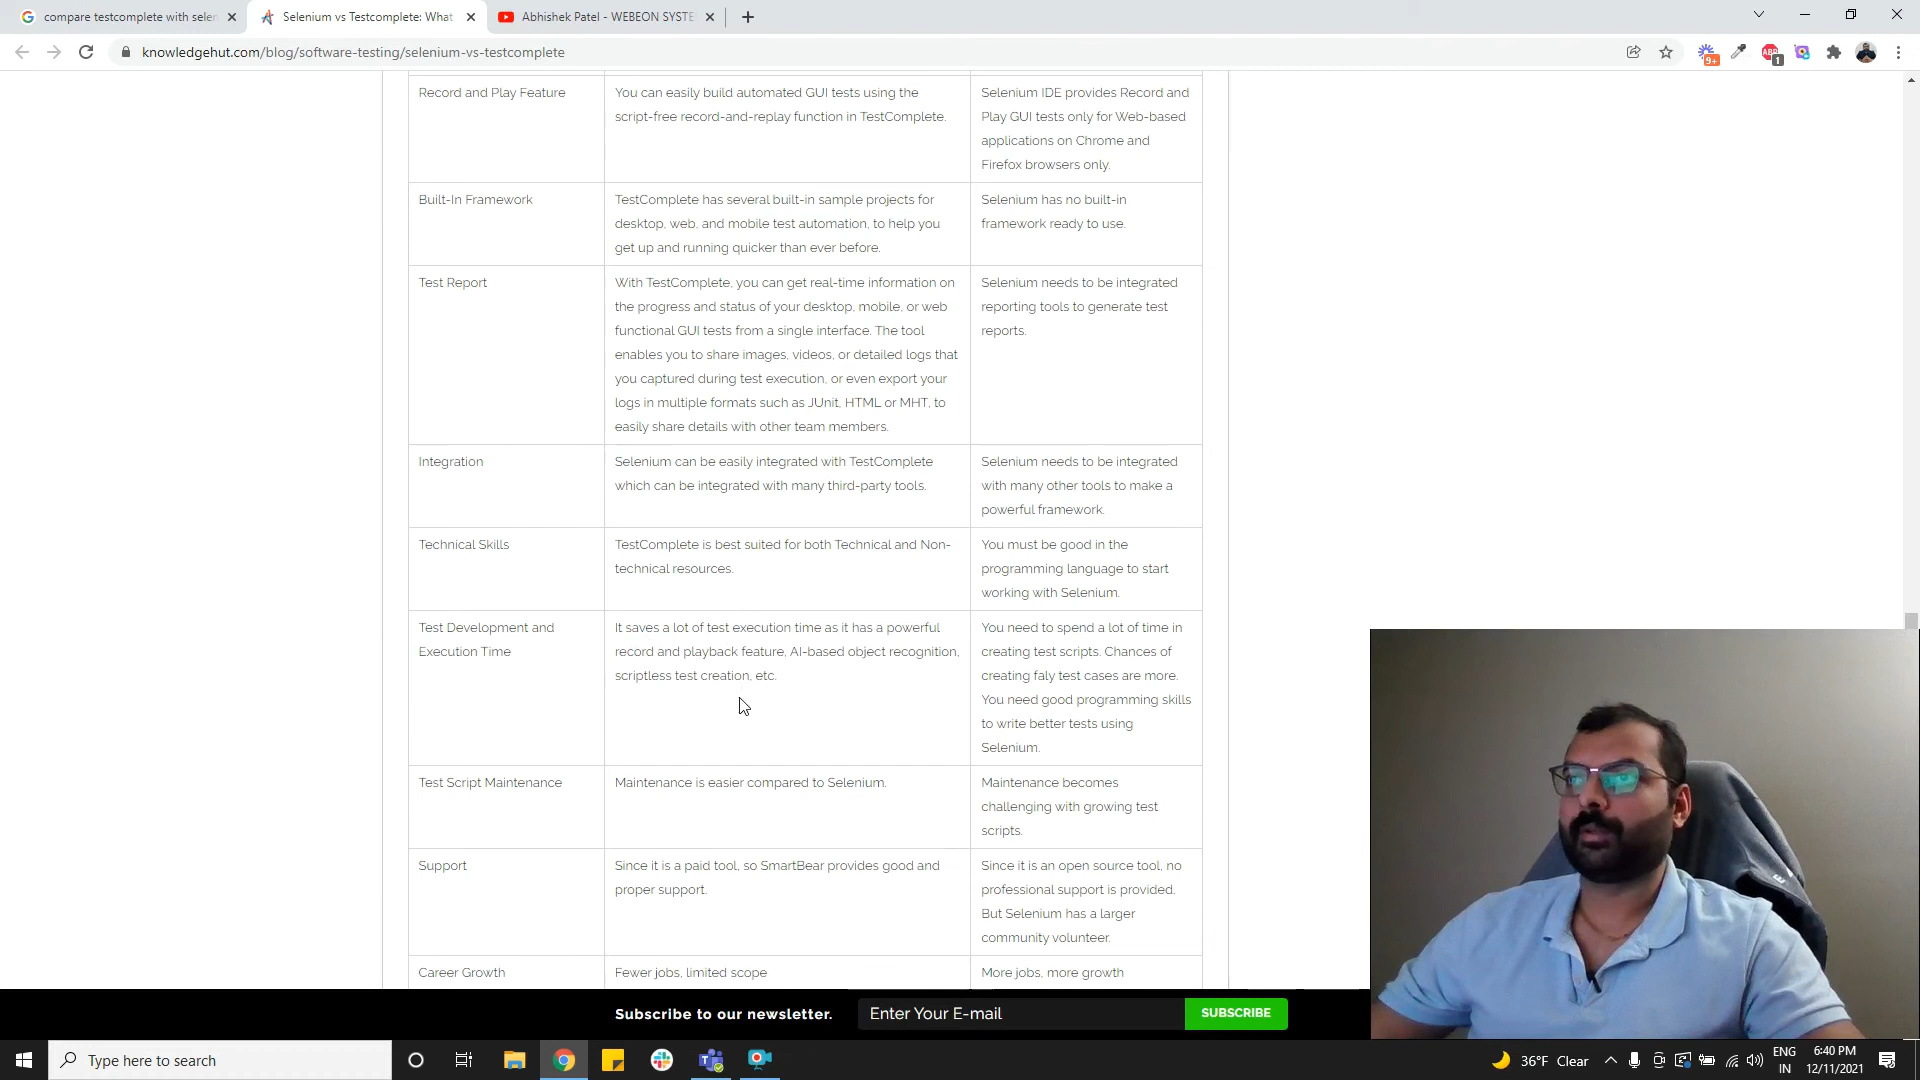 compare testcomplete with selen
Selenium vs Testcomplete: What
Abhishek Patel - WEBEON SYSTE
knowledgehut.com/blog/software-testing/selenium-vs-testcomplete
9+
ABP
1
Record and Play Feature
You can easily build automated GUI tests using the
script-free record-and-replay function in TestComplete.
Selenium IDE provides Record and
Play GUI tests only for Web-based
applications on Chrome and
Firefox browsers only.
Built-In Framework
TestComplete has several built-in sample projects for
desktop, web, and mobile test automation, to help you
get up and running quicker than ever before.
Selenium has no built-in
framework ready to use.
Test Report
With TestComplete, you can get real-time information on
the progress and status of your desktop, mobile, or web
functional GUI tests from a single interface. The tool
enables you to share images, videos, or detailed logs that
you captured during test execution, or even export your
logs in multiple formats such as JUnit, HTML or MHT, to
easily share details with other team members.
Selenium needs to be integrated
reporting tools to generate test
reports.
Integration
Selenium can be easily integrated with TestComplete
which can be integrated with many third-party tools.
Selenium needs to be integrated
with many other tools to make a
powerful framework.
Technical Skills
TestComplete is best suited for both Technical and Non-
technical resources.
You must be good in the
programming language to start
working with Selenium.
Test Development and
Execution Time
It saves a lot of test execution time as it has a powerful
record and playback feature, AI-based object recognition,
scriptless test creation, etc.
You need to spend a lot of time in
creating test scripts. Chances of
creating faly test cases are more.
You need good programming skills
to write better tests using
Selenium.
Test Script Maintenance
Maintenance is easier compared to Selenium.
Maintenance becomes
challenging with growing test
scripts.
Support
Since it is a paid tool, so SmartBear provides good and
proper support.
Since it is an open source tool, no
professional support is provided.
But Selenium has a larger
community volunteer.
Career Growth
Fewer jobs, limited scope
More jobs, more growth
Subscribe to our newsletter.
Enter Your E-mail
SUBSCRIBE
Type here to search
36°F Clear
ENG
IN
6:40 PM
12/11/2021